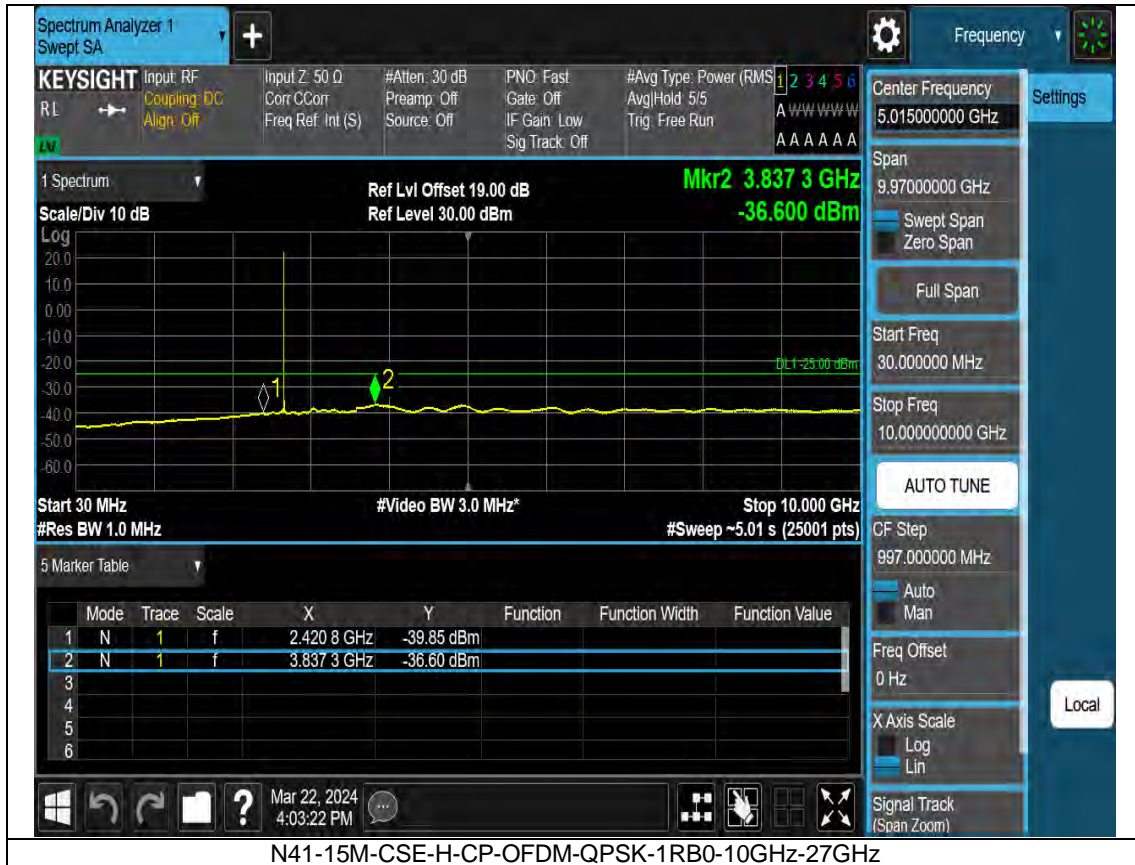 Spectrum Analyzer 1
Swept SA
+
Frequency
KEYSIGHT
RL
LXI
Input: RF
Coupling: DC
Align: Off
Input Z: 50 Ω
Corr CCorr
Freq Ref: Int (S)
#Atten: 30 dB
Preamp: Off
Source: Off
PNO: Fast
Gate: Off
IF Gain: Low
Sig Track: Off
#Avg Type: Power (RMS
Avg|Hold: 5/5
Trig: Free Run
1 2 3 4 5 6
A W W W W W
A A A A A A
1 Spectrum
Scale/Div 10 dB
Ref Lvl Offset 19.00 dB
Ref Level 30.00 dBm
Mkr2 3.837 3 GHz
-36.600 dBm
Log
20.0
10.0
0.00
-10.0
-20.0
-30.0
-40.0
-50.0
-60.0
DL1 -25.00 dBm
1
2
Start 30 MHz
#Video BW 3.0 MHz*
Stop 10.000 GHz
#Res BW 1.0 MHz
#Sweep ~5.01 s (25001 pts)
5 Marker Table
Mode Trace Scale X Y Function Function Width Function Value
1 N 1 f 2.420 8 GHz -39.85 dBm
2 N 1 f 3.837 3 GHz -36.60 dBm
3
4
5
6
?
Mar 22, 2024
4:03:22 PM
Center Frequency
5.015000000 GHz
Settings
Span
9.97000000 GHz
Swept Span
Zero Span
Full Span
Start Freq
30.000000 MHz
Stop Freq
10.000000000 GHz
AUTO TUNE
CF Step
997.000000 MHz
Auto
Man
Freq Offset
0 Hz
X Axis Scale
Log
Lin
Local
Signal Track
(Span Zoom)
N41-15M-CSE-H-CP-OFDM-QPSK-1RB0-10GHz-27GHz